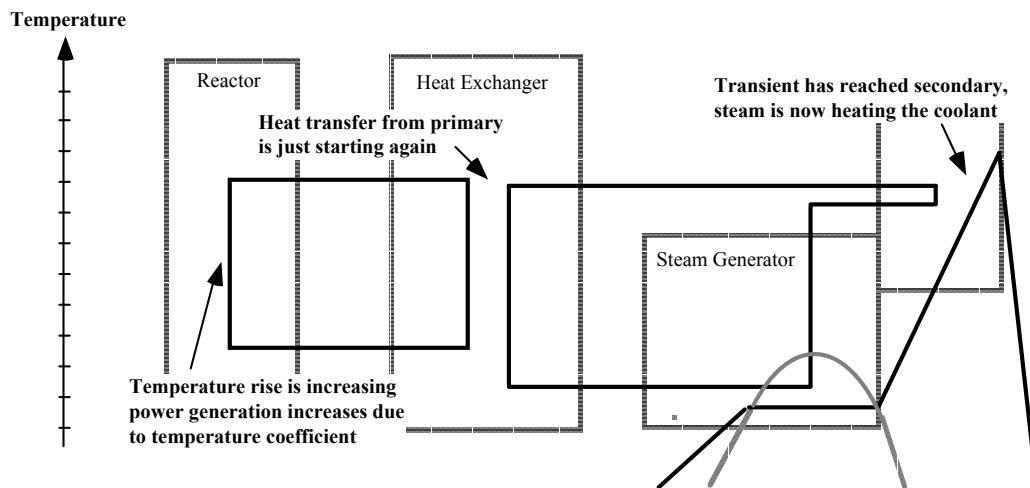 Temperature
Reactor
Heat Exchanger
Transient has reached secondary,
steam is now heating the coolant
Heat transfer from primary
is just starting again
Steam Generator
Temperature rise is increasing
power generation increases due
to temperature coefficient